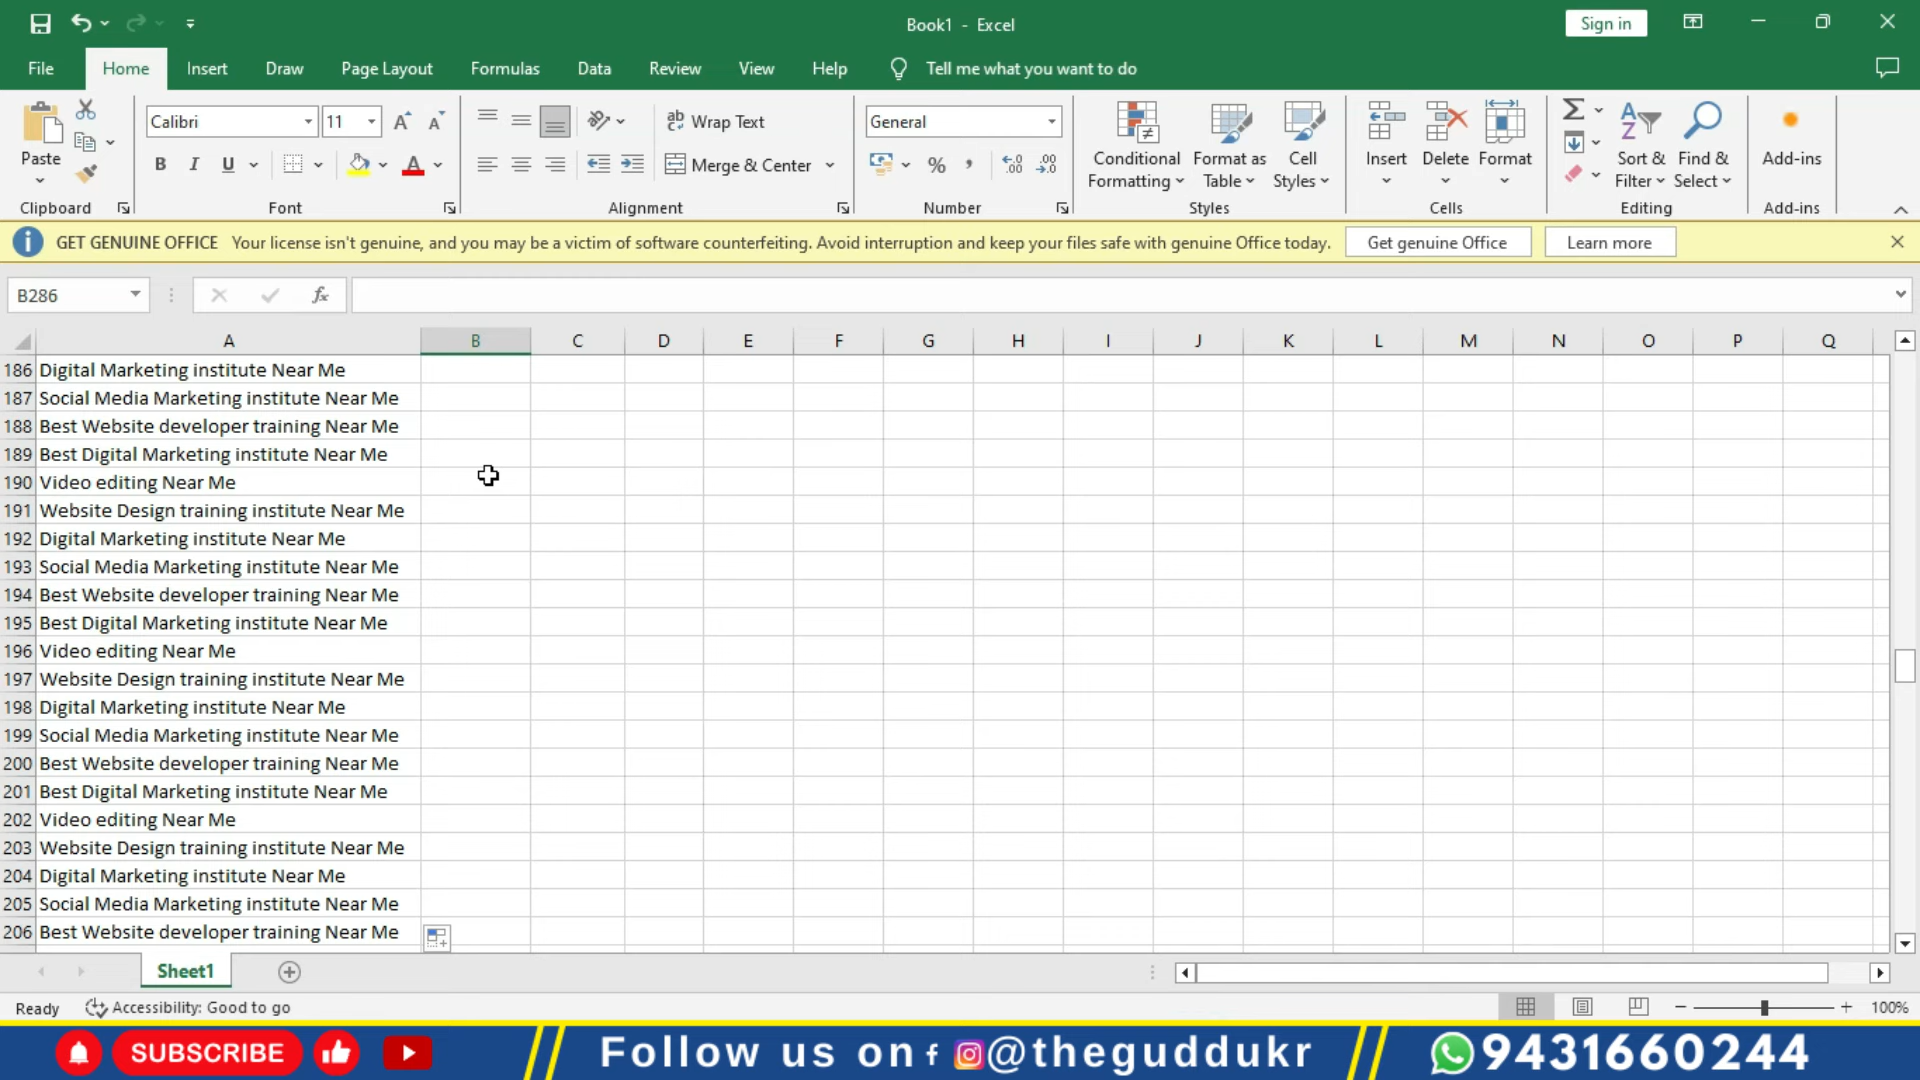 Book1 - Excel
Sign in
File Home Insert Draw Page Layout Formulas Data Review View Help Tell me what you want to do
Paste
Clipboard
Calibri 11
B I U
Font
Wrap Text
Merge & Center
Alignment
General
Number
Conditional Formatting
Format as Table
Cell Styles
Styles
Insert Delete Format
Cells
Sort & Filter
Find & Select
Editing
Add-ins
Add-ins
GET GENUINE OFFICE Your license isn't genuine, and you may be a victim of software counterfeiting. Avoid interruption and keep your files safe with genuine Office today. Get genuine Office Learn more
B286 fx
A B C D E F G H I J K L M N O P Q
186 Digital Marketing institute Near Me
187 Social Media Marketing institute Near Me
188 Best Website developer training Near Me
189 Best Digital Marketing institute Near Me
190 Video editing Near Me
191 Website Design training institute Near Me
192 Digital Marketing institute Near Me
193 Social Media Marketing institute Near Me
194 Best Website developer training Near Me
195 Best Digital Marketing institute Near Me
196 Video editing Near Me
197 Website Design training institute Near Me
198 Digital Marketing institute Near Me
199 Social Media Marketing institute Near Me
200 Best Website developer training Near Me
201 Best Digital Marketing institute Near Me
202 Video editing Near Me
203 Website Design training institute Near Me
204 Digital Marketing institute Near Me
205 Social Media Marketing institute Near Me
206 Best Website developer training Near Me
Sheet1
Ready Accessibility: Good to go 100%
SUBSCRIBE Follow us on @theguddukr 9431660244